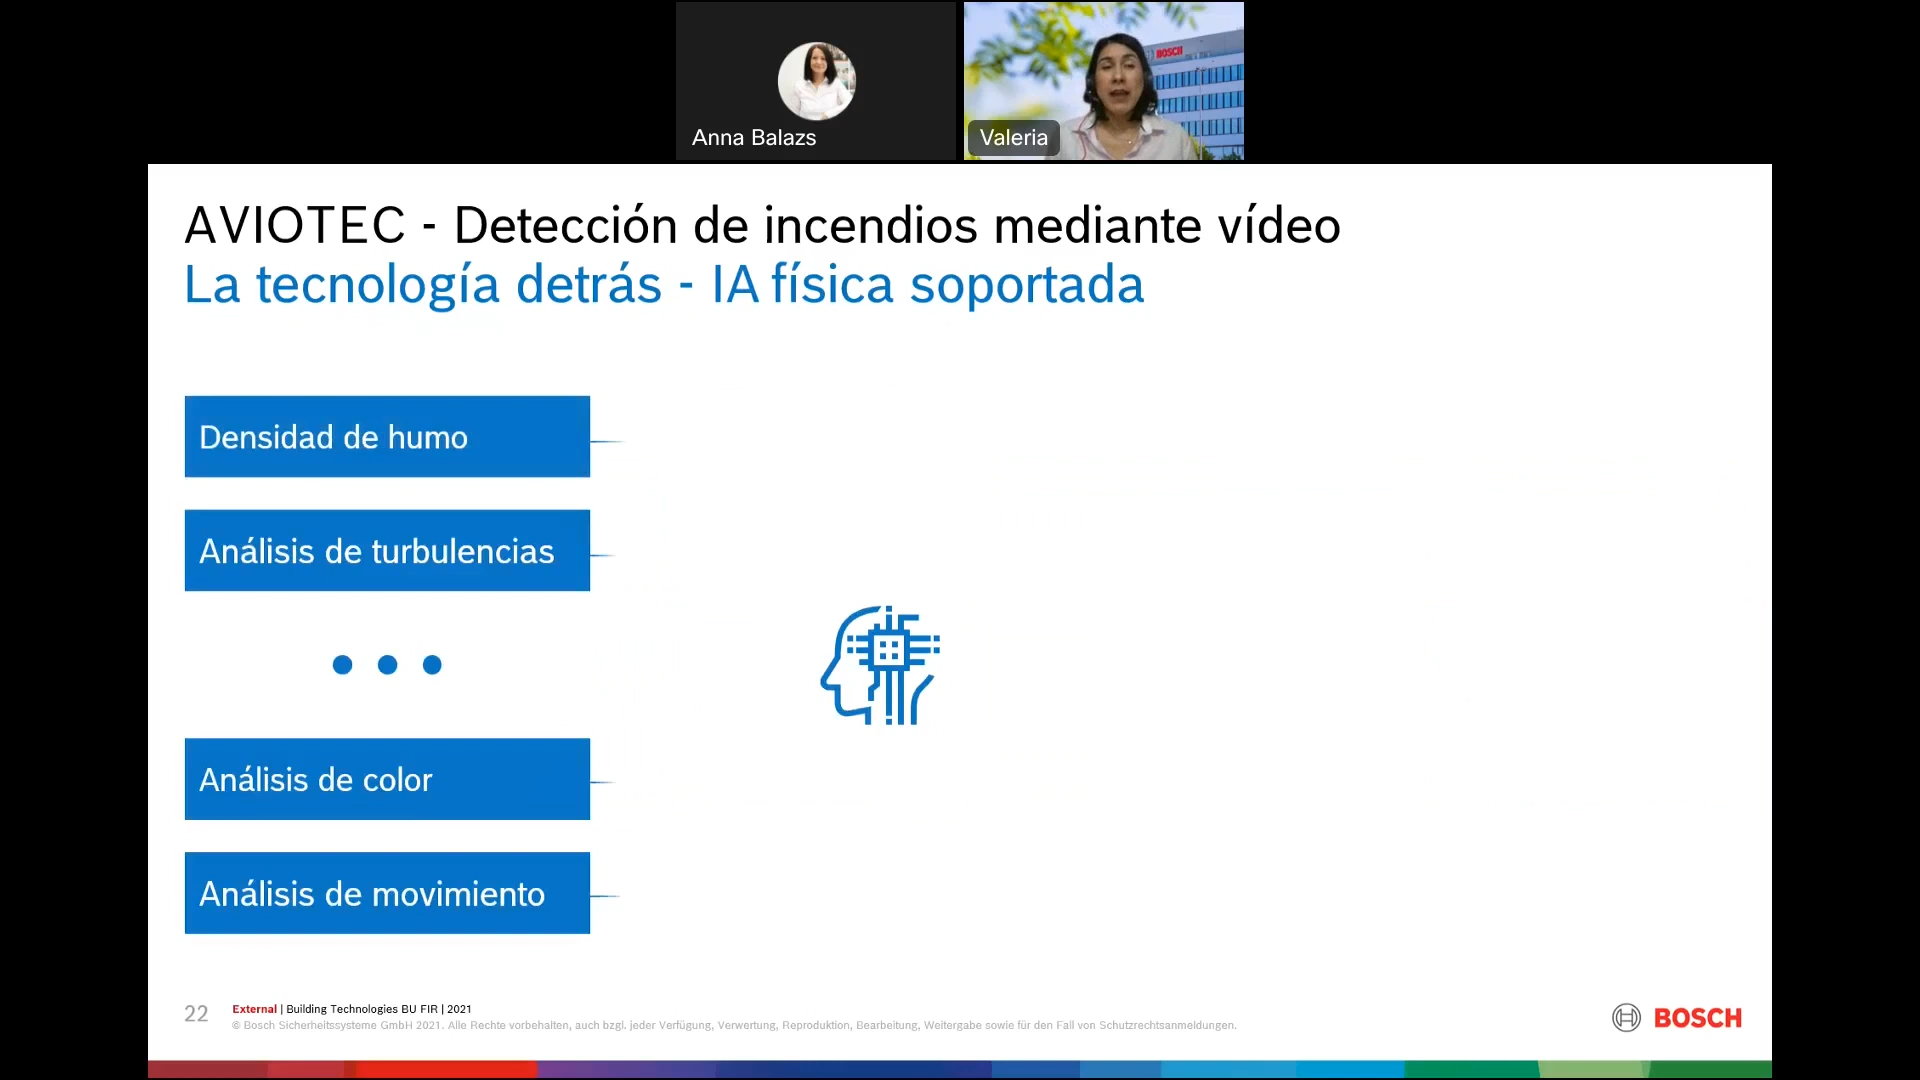 BOSCH
Anna Balazs
Valeria
AVIOTEC - Detección de incendios mediante vídeo
La tecnología detrás - IA física soportada
Densidad de humo
Análisis de turbulencias
Análisis de color
Análisis de movimiento
22
External | Building Technologies BU FIR | 2021
© Bosch Sicherheitssysteme GmbH 2021. Alle Rechte vorbehalten, auch bzgl. jeder Verfügung, Verwertung, Reproduktion, Bearbeitung, Weitergabe sowie für den Fall von Schutzrechtsanmeldungen.
BOSCH